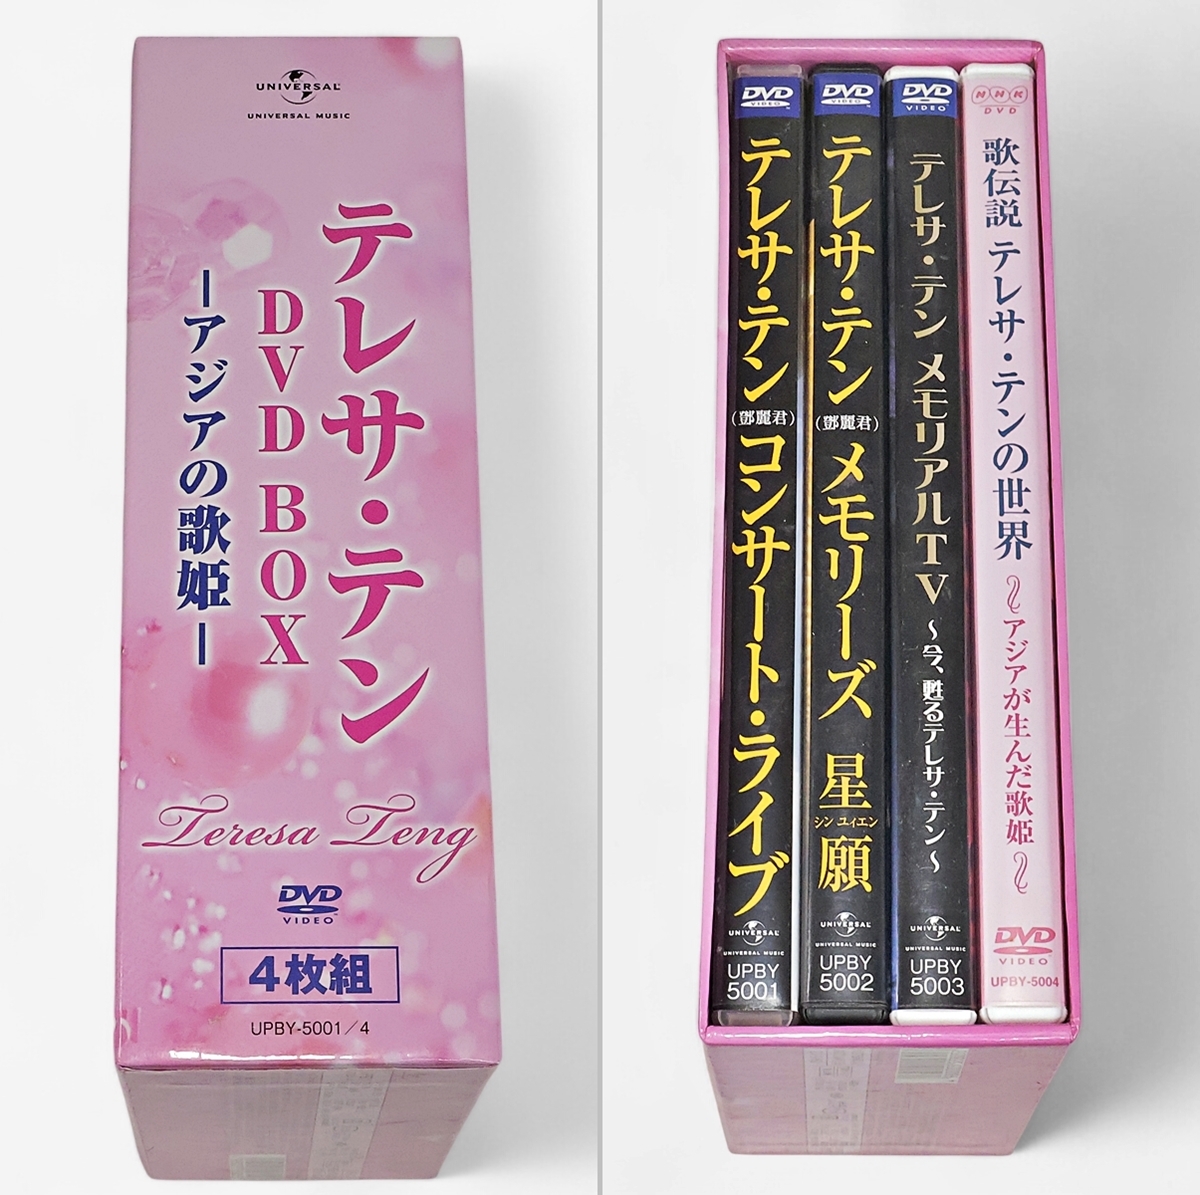 UNIVERSAL
UNIVERSAL MUSIC
テレサ・テン
DVD BOX
ーアジアの歌姫ー
Teresa Teng
DVD
VIDEO
4枚組
UPBY-5001/4
DVD
VIDEO
テレサ・テン(鄧麗君)コンサート・ライブ
UNIVERSAL
UNIVERSAL MUSIC
UPBY
5001
DVD
VIDEO
テレサ・テン(鄧麗君)メモリーズ 星願
シン ユィエン
UNIVERSAL
UNIVERSAL MUSIC
UPBY
5002
DVD
VIDEO
テレサ・テン メモリアルTV ～今、甦るテレサ・テン～
UNIVERSAL
UNIVERSAL MUSIC
UPBY
5003
NHK
DVD
歌伝説 テレサ・テンの世界 ～アジアが生んだ歌姫～
DVD
VIDEO
UPBY-5004